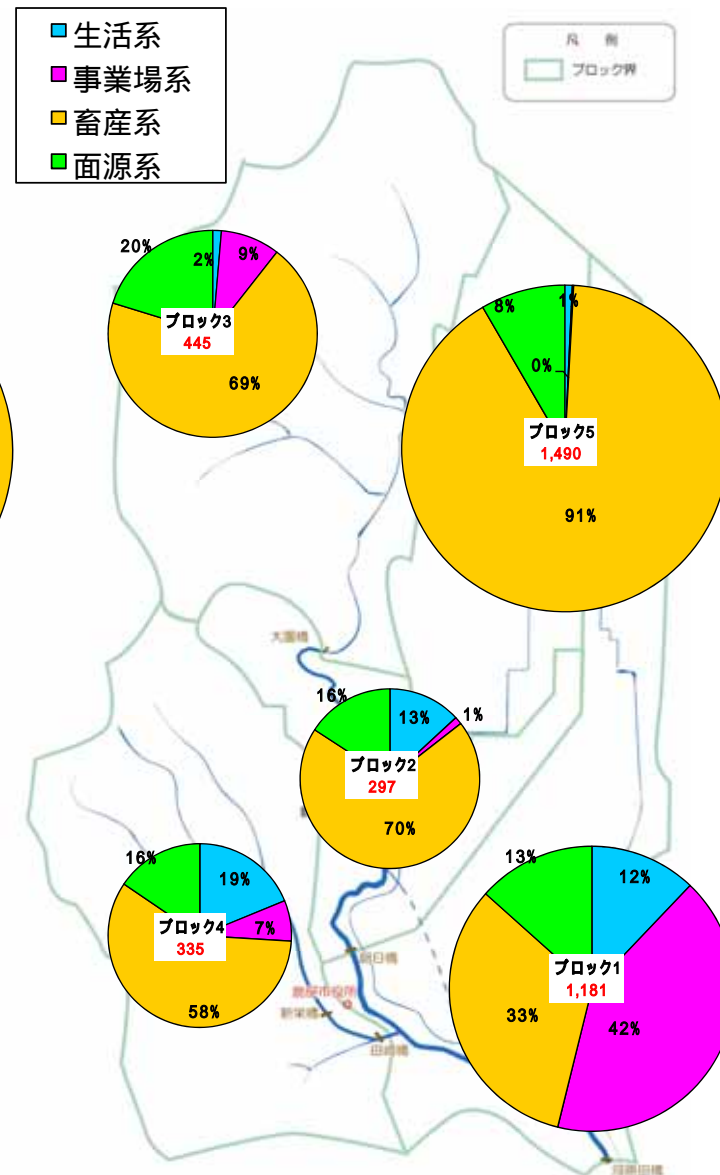 生活系
事業場系
畜産系
面源系
凡 例
ブロック界
20%
2%
9%
ブロック3
445
69%
8%
1%
0%
ブロック5
1,490
91%
大園橋
16%
13%
1%
ブロック2
297
70%
16%
19%
7%
ブロック4
335
58%
朝日橋
鹿屋市役所
新栄橋
田崎橋
13%
12%
ブロック1
1,181
33%
42%